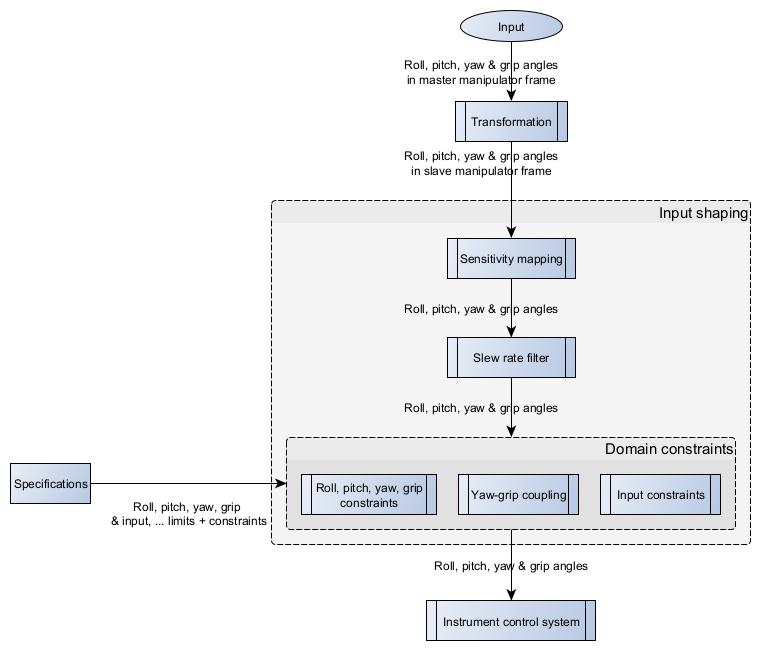 Input
Roll, pitch, yaw & grip angles
in master manipulator frame
Transformation
Roll, pitch, yaw & grip angles
in slave manipulator frame
Input shaping
Sensitivity mapping
Roll, pitch, yaw & grip angles
Slew rate filter
Roll, pitch, yaw & grip angles
Domain constraints
Specifications
Roll, pitch, yaw, grip
& input, ... limits + constraints
Roll, pitch, yaw, grip
constraints
Yaw-grip coupling
Input constraints
Roll, pitch, yaw & grip angles
Instrument control system